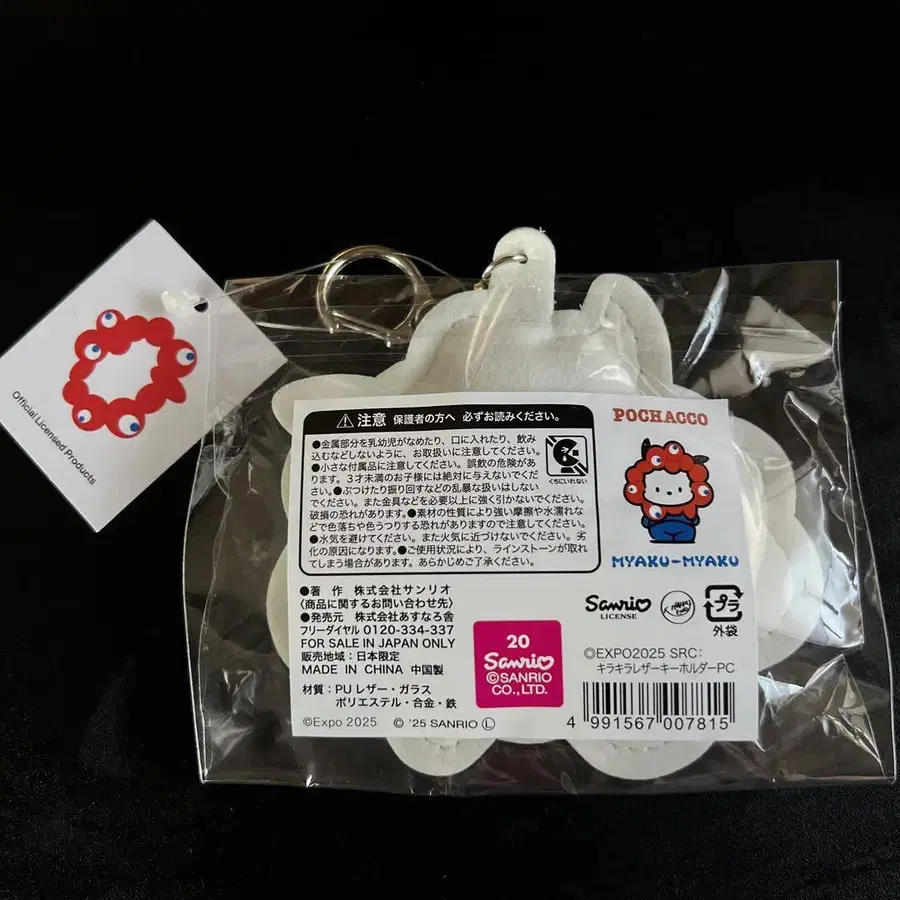 Official Licensed Products
注意 保護者の方へ 必ずお読みください。
●金属部分を乳幼児がなめたり、口に入れたり、飲み
込むなどしないように、お取扱いに注意してください。
●小さな付属品に注意してください。誤飲の危険があ
ります。3才未満のお子様には絶対に与えないでくだ
さい。●ぶつけたり振り回すなどの乱暴な扱いはしない
でください。また金具などを必要以上に強く引かないでください。
破損の恐れがあります。●素材の性質により強い摩擦や水濡れな
どで色落ちや色うつりする恐れがありますので注意してください。
●水気を避けてください。また火気に近づけないでください。劣
化の原因になります。●ご使用状況により、ラインストーンが取れ
てしまう場合があります。あらかじめご了承ください。
くちにいれない
POCHACCO
MYAKU-MYAKU
●著 作 株式会社サンリオ
〈商品に関するお問い合わせ先〉
●発売元 株式会社あすなろ舎
フリーダイヤル 0120-334-337
FOR SALE IN JAPAN ONLY
販売地域:日本限定
MADE IN CHINA 中国製
材質:PU レザー・ガラス
ポリエステル・合金・鉄
©Expo 2025 © '25 SANRIO Ⓛ
20
Sanrio
©SANRIO
CO., LTD.
Sanrio
LICENSE
プラ
外袋
©EXPO2025 SRC:
キラキラレザーキーホルダーPC
4 991567 007815